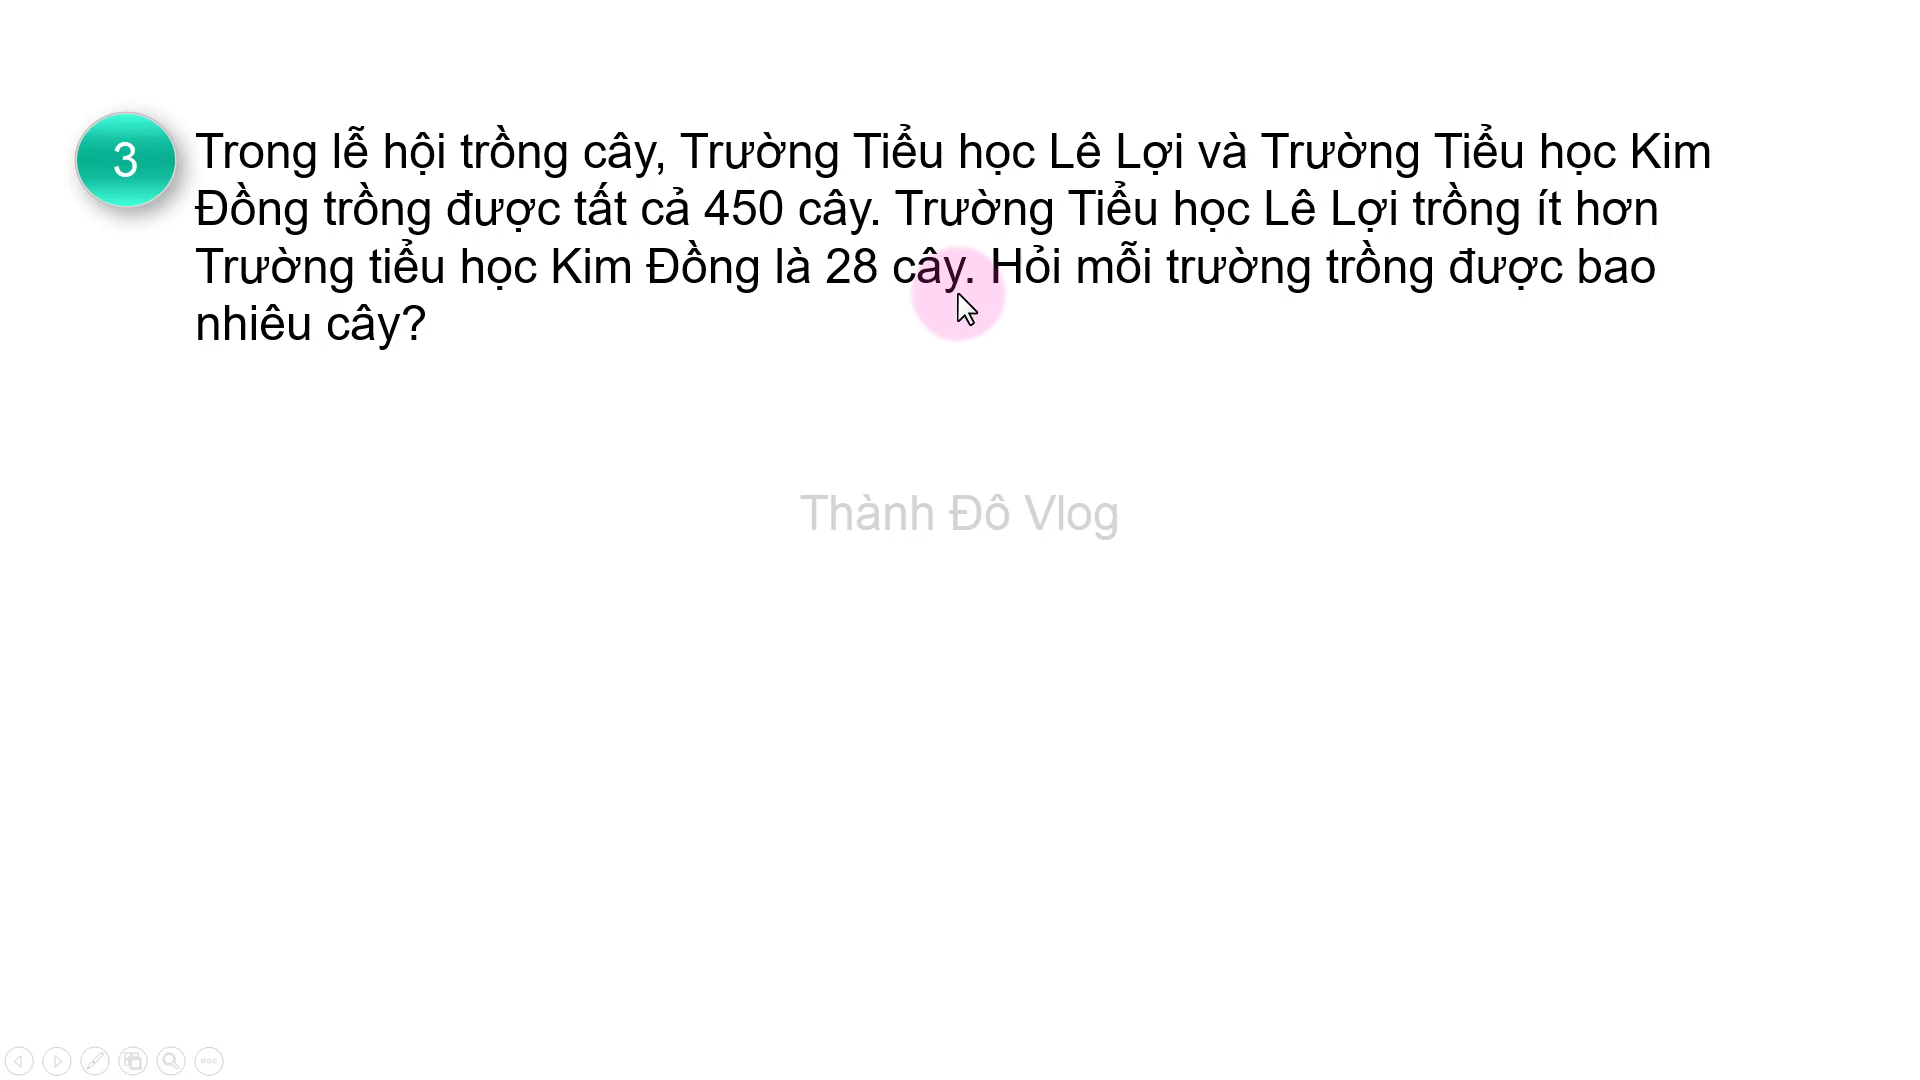 3
Trong lễ hội trồng cây, Trường Tiểu học Lê Lợi và Trường Tiểu học Kim
Đồng trồng được tất cả 450 cây. Trường Tiểu học Lê Lợi trồng ít hơn
Trường tiểu học Kim Đồng là 28 cây. Hỏi mỗi trường trồng được bao
nhiêu cây?
Thành Đô Vlog